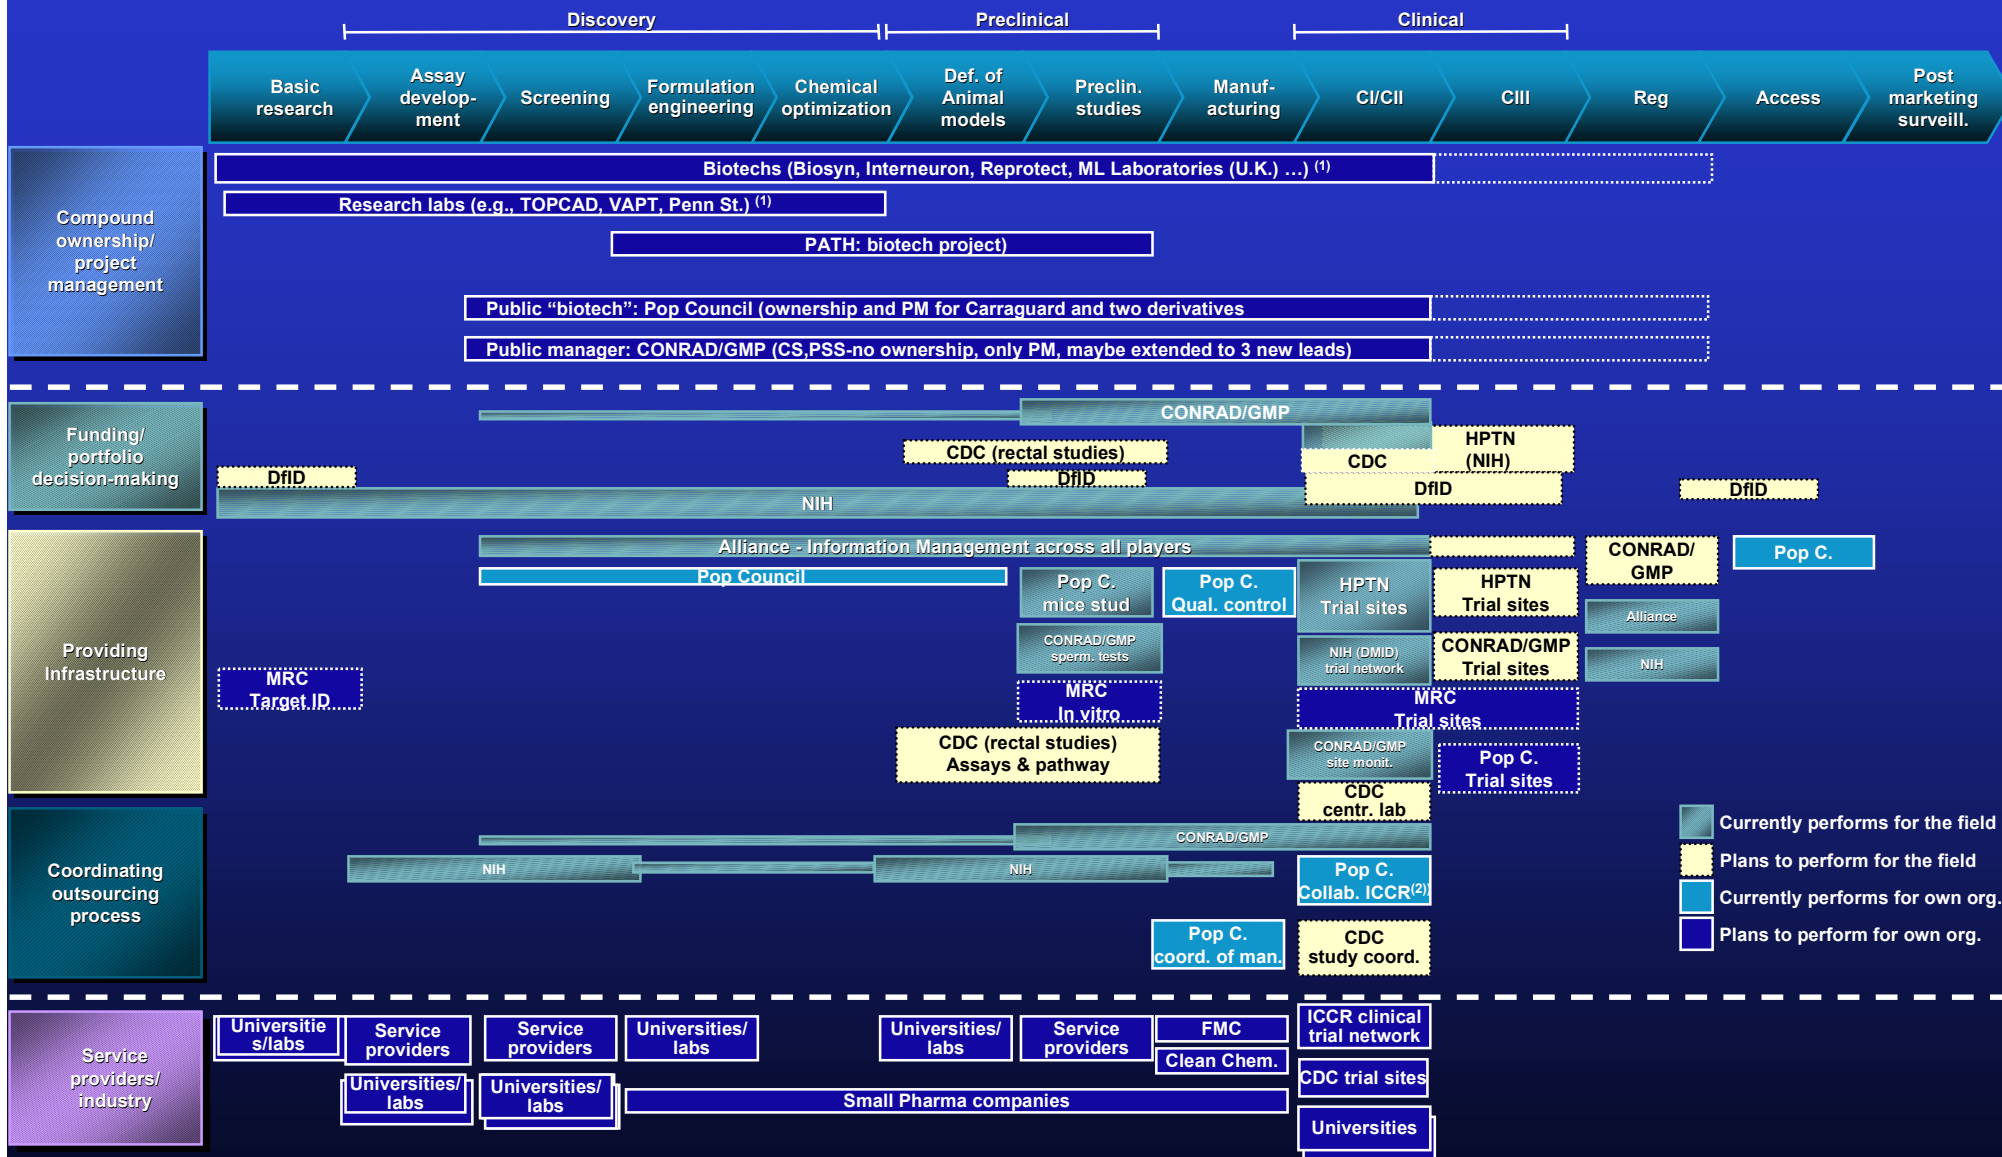 Discovery
Preclinical
Clinical
Basic
research
Assay
develop-
ment
Screening
Formulation
engineering
Chemical
optimization
Def. of
Animal
models
Preclin.
studies
Manuf-
acturing
CI/CII
CIII
Reg
Access
Post
marketing
surveill.
Compound
ownership/
project
management
Biotechs (Biosyn, Interneuron, Reprotect, ML Laboratories (U.K.) …) (1)
Research labs (e.g., TOPCAD, VAPT, Penn St.) (1)
PATH: biotech project)
Public “biotech”: Pop Council (ownership and PM for Carraguard and two derivatives
Public manager: CONRAD/GMP (CS,PSS-no ownership, only PM, maybe extended to 3 new leads)
Funding/
portfolio
decision-making
CONRAD/GMP
CDC (rectal studies)
CDC
HPTN
(NIH)
DfID
DfID
DfID
DfID
NIH
Providing
Infrastructure
Alliance - Information Management across all players
CONRAD/
GMP
Pop C.
Pop Council
Pop C.
mice stud
Pop C.
Qual. control
HPTN
Trial sites
HPTN
Trial sites
Alliance
CONRAD/GMP
sperm. tests
NIH (DMID)
trial network
CONRAD/GMP
Trial sites
NIH
MRC
Target ID
MRC
In vitro
MRC
Trial sites
CDC (rectal studies)
Assays & pathway
CONRAD/GMP
site monit.
Pop C.
Trial sites
CDC
centr. lab
Coordinating
outsourcing
process
CONRAD/GMP
NIH
NIH
Pop C.
Collab. ICCR(2))
Pop C.
coord. of man.
CDC
study coord.
Currently performs for the field
Plans to perform for the field
Currently performs for own org.
Plans to perform for own org.
Service
providers/
industry
Universitie
s/labs
Service
providers
Service
providers
Universities/
labs
Universities/
labs
Service
providers
FMC
Clean Chem.
ICCR clinical
trial network
CDC trial sites
Universities/
labs
Universities/
labs
Small Pharma companies
Universities